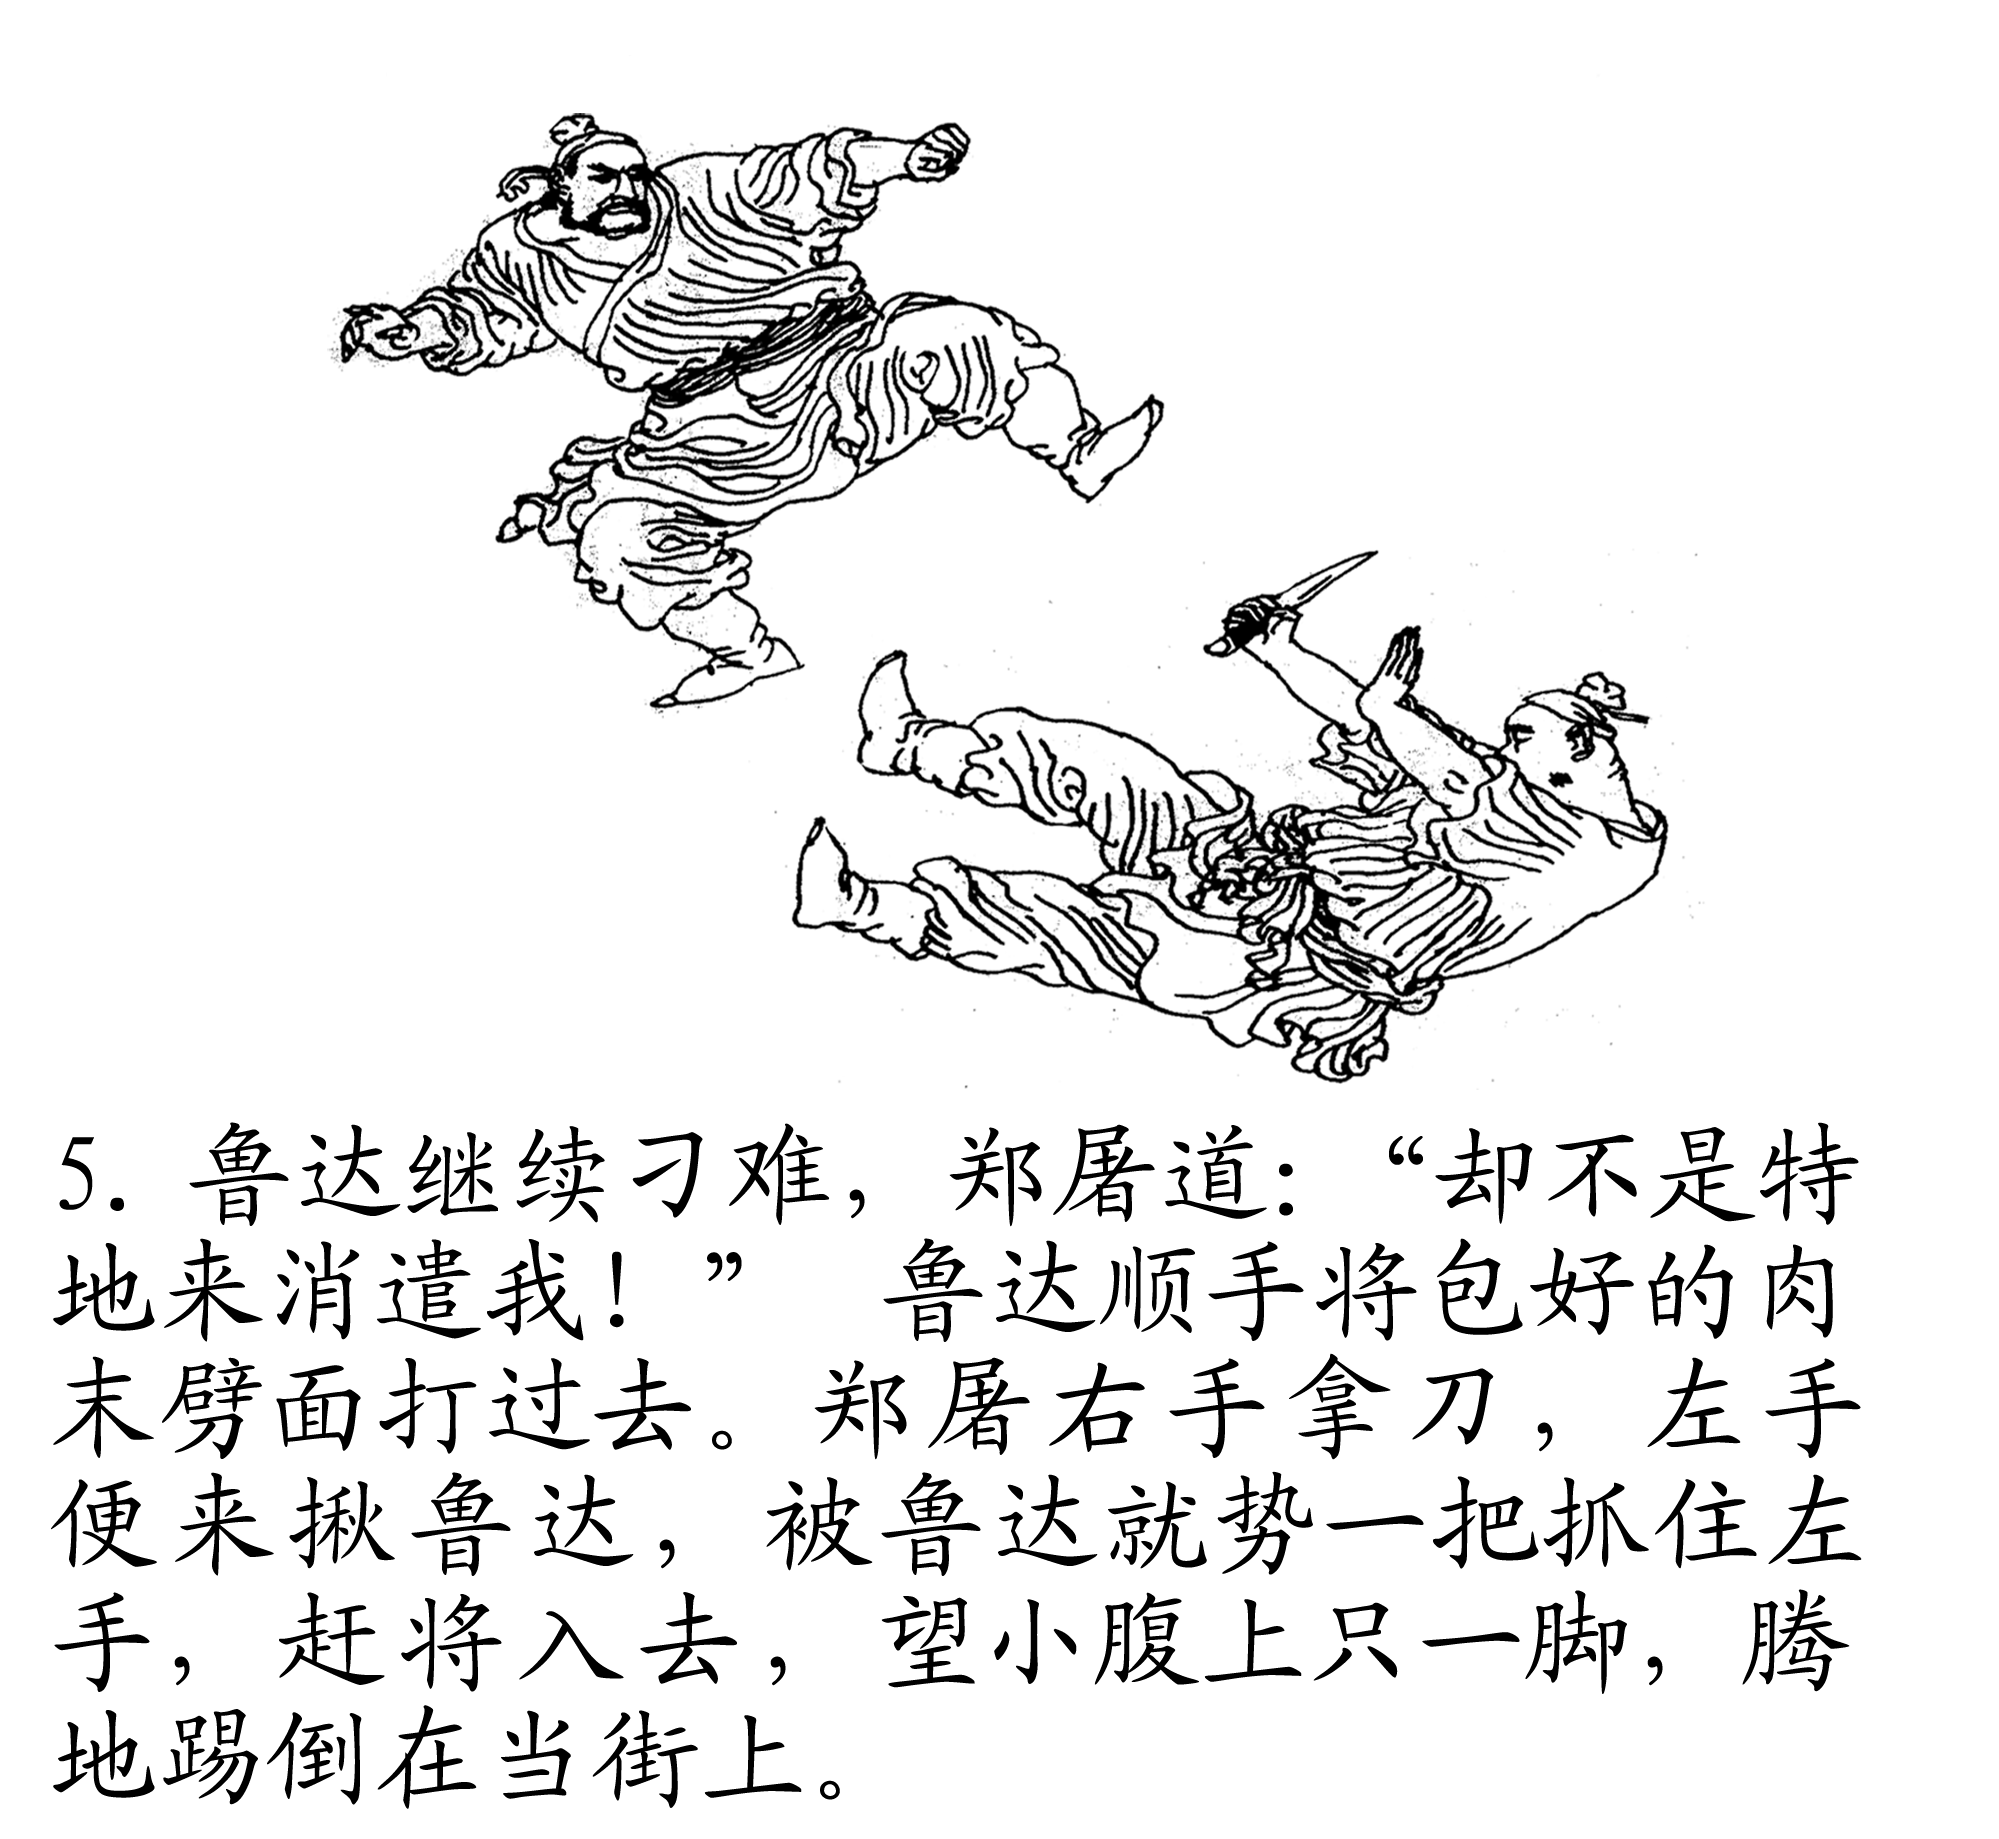 5. 鲁达继续刁难，郑屠道：“却不是特
地来消遣我！” 鲁达顺手将包好的肉
末劈面打过去。郑屠右手拿刀，左手
便来揪鲁达，被鲁达就势一把抓住左
手，赶将入去，望小腹上只一脚，腾
地踢倒在当街上。